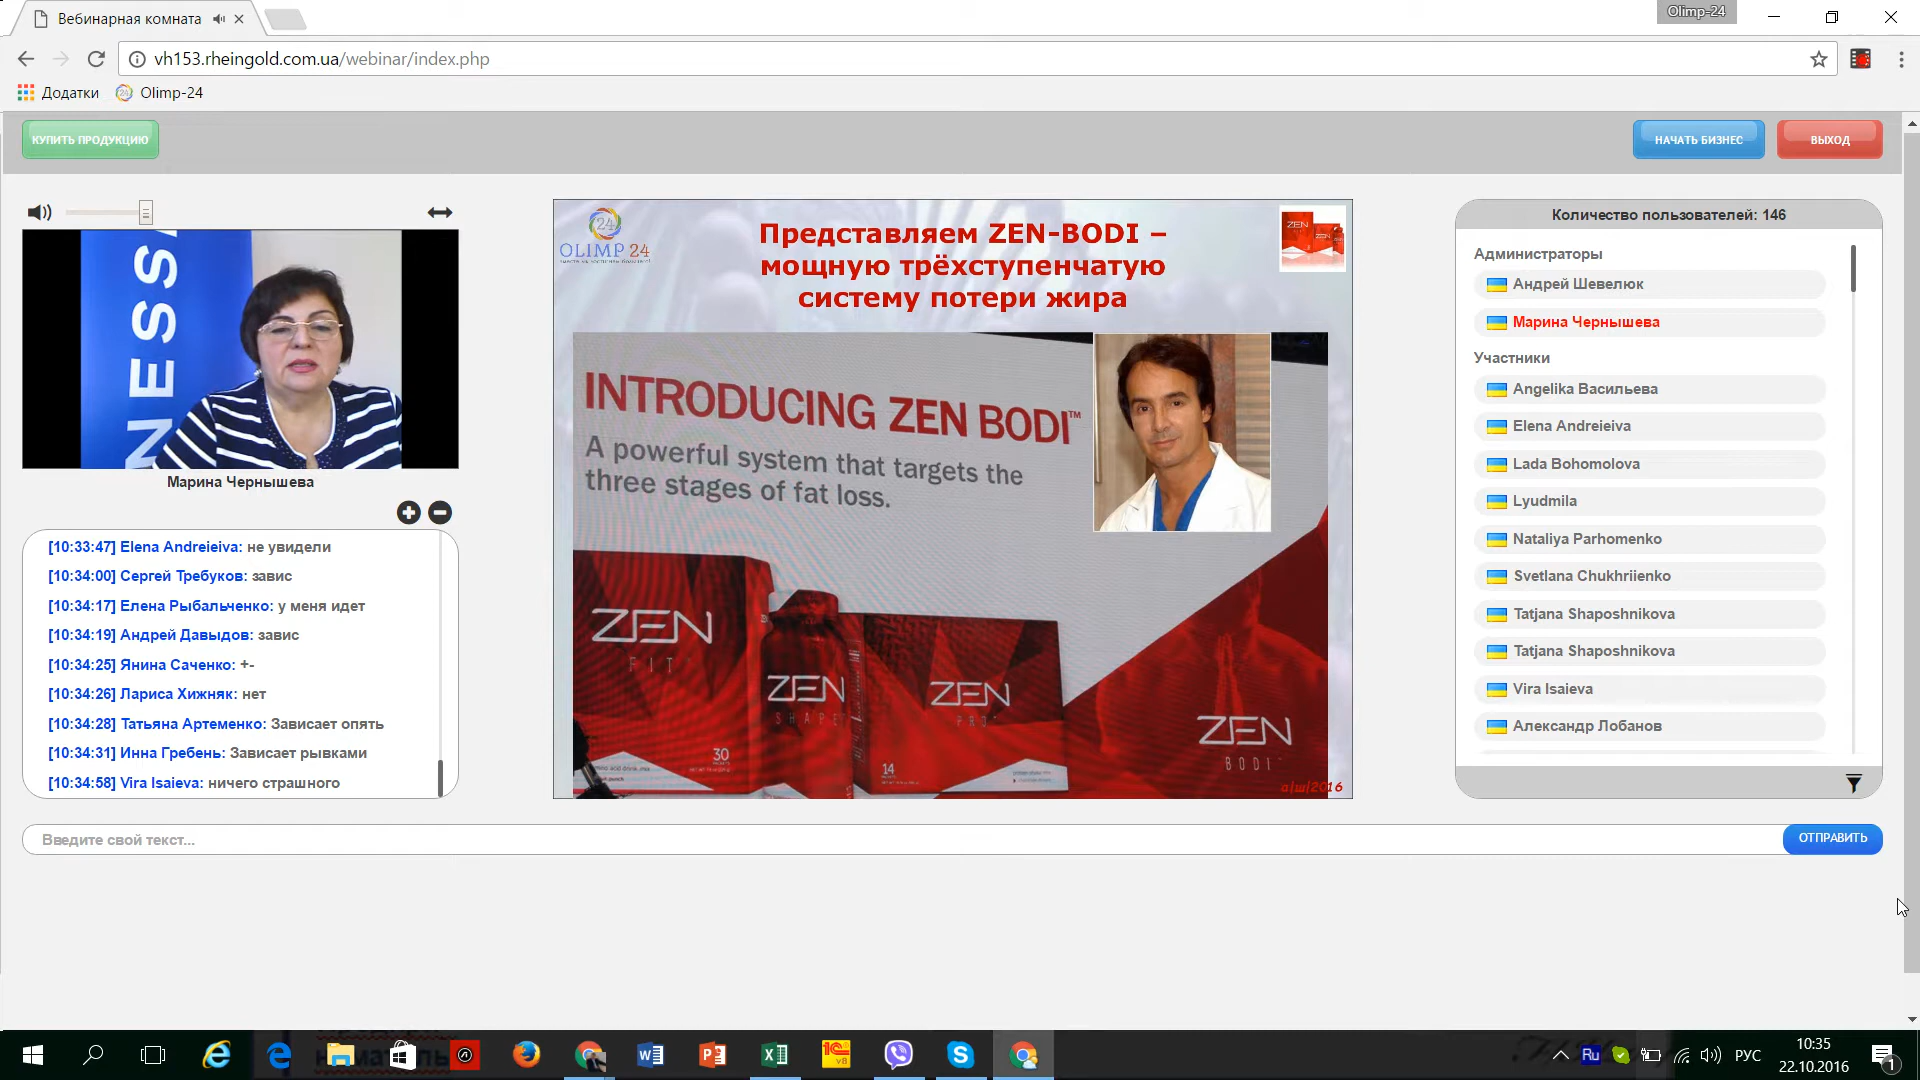 Вебинарная комната
Olimp-24
vh153.rheingold.com.ua/webinar/index.php
Додатки
Olimp-24
КУПИТЬ ПРОДУКЦИЮ
НАЧАТЬ БИЗНЕС
ВЫХОД
NESS
Марина Чернышева
[10:33:47] Elena Andreieiva: не увидели
[10:34:00] Сергей Требуков: завис
[10:34:17] Елена Рыбальченко: у меня идет
[10:34:19] Андрей Давыдов: завис
[10:34:25] Янина Саченко: +-
[10:34:26] Лариса Хижняк: нет
[10:34:28] Татьяна Артеменко: Зависает опять
[10:34:31] Инна Гребень: Зависает рывками
[10:34:58] Vira Isaieva: ничего страшного
24
OLIMP 24
Представляем ZEN-BODI –
мощную трёхступенчатую
систему потери жира
INTRODUCING ZEN BODI™
A powerful system that targets the
three stages of fat loss.
ZEN
FIT
30
ZEN
SHAPE
ZEN
PRO
14
ZEN
BODI
а|ш|2016
Количество пользователей: 146
Администраторы
Андрей Шевелюк
Марина Чернышева
Участники
Angelika Васильева
Elena Andreieiva
Lada Bohomolova
Lyudmila
Nataliya Parhomenko
Svetlana Chukhriienko
Tatjana Shaposhnikova
Tatjana Shaposhnikova
Vira Isaieva
Александр Лобанов
Введите свой текст...
ОТПРАВИТЬ
Ru
РУС
10:35
22.10.2016
1